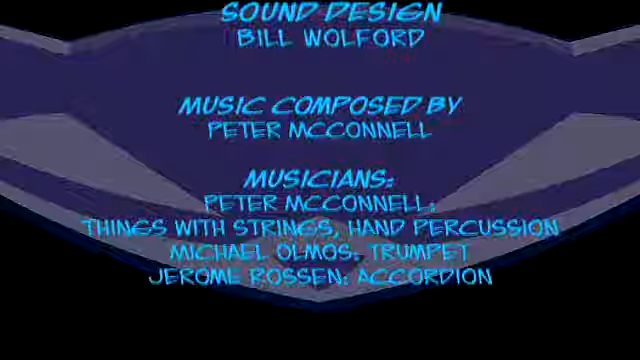 SOUND DESIGN
BILL WOLFORD
MUSIC COMPOSED BY
PETER MCCONNELL
MUSICIANS:
PETER MCCONNELL:
THINGS WITH STRINGS, HAND PERCUSSION
MICHAEL OLMOS: TRUMPET
JEROME ROSSEN: ACCORDION